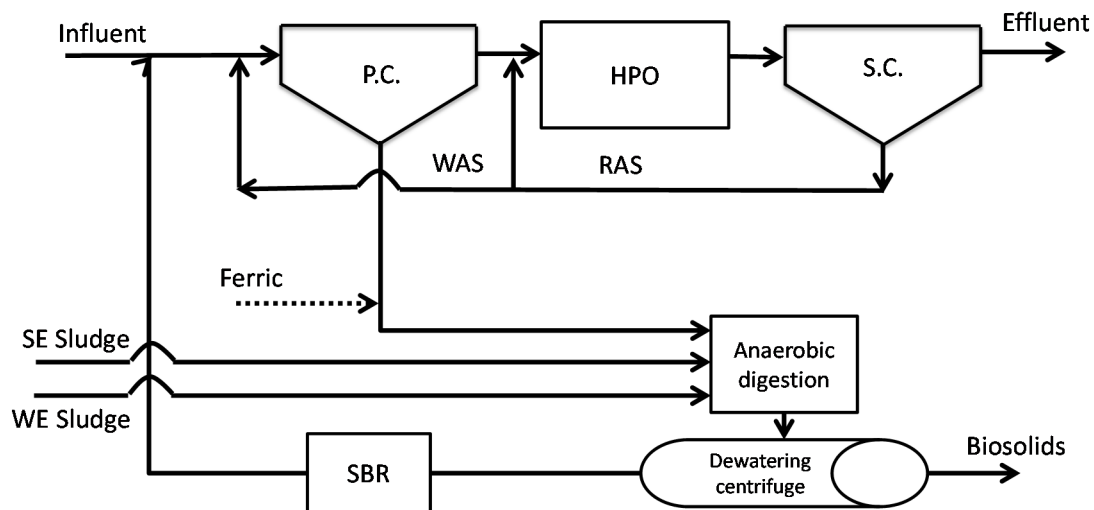 Influent
P.C.
HPO
S.C.
Effluent
WAS
RAS
Ferric
SE Sludge
WE Sludge
Anaerobic
digestion
SBR
Dewatering
centrifuge
Biosolids